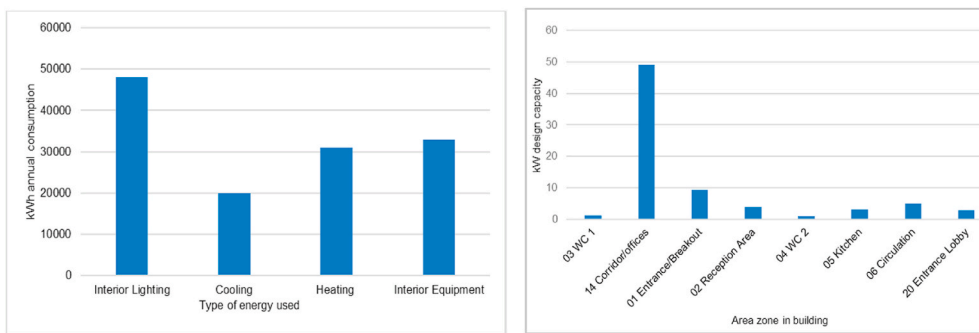 60000
50000
40000
30000
20000
10000
0
kWh annual consumption
Interior Lighting
Cooling
Heating
Interior Equipment
Type of energy used
60
50
40
30
20
10
0
kW design capacity
03 WC 1
14 Corridor/offices
01 Entrance/Breakout
02 Reception Area
04 WC 2
05 Kitchen
06 Circulation
20 Entrance Lobby
Area zone in building